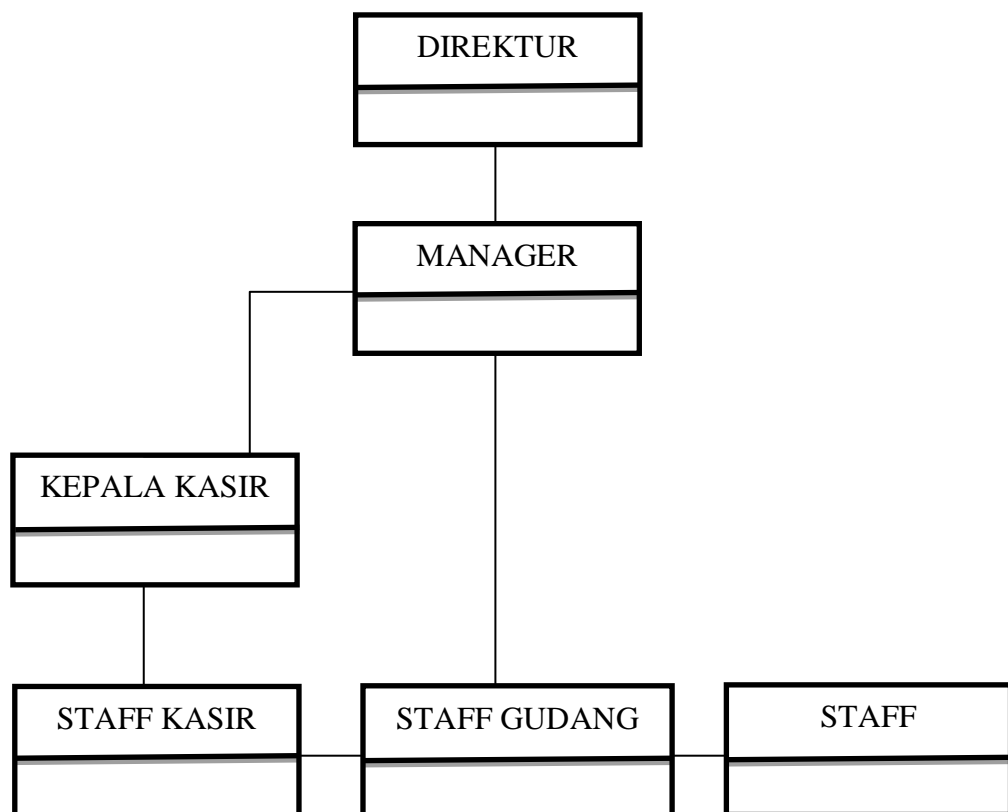 DIREKTUR
MANAGER
KEPALA KASIR
STAFF KASIR
STAFF GUDANG
STAFF